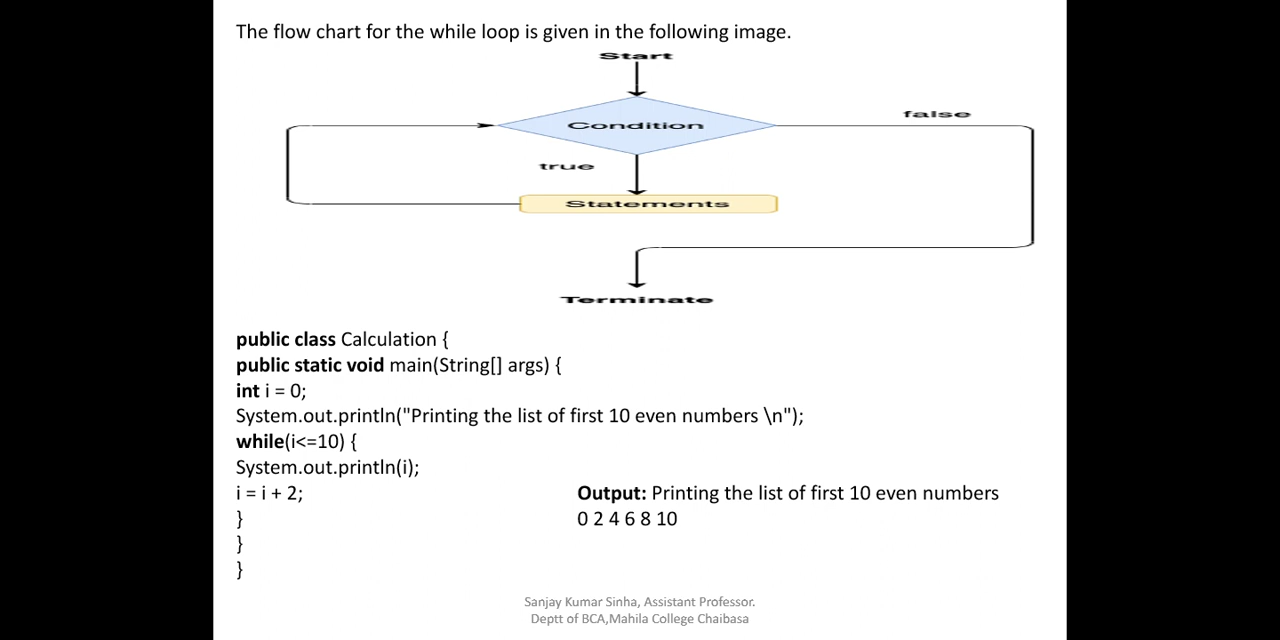 The flow chart for the while loop is given in the following image.
Start
Condition
false
true
Statements
Terminate
public class Calculation {
public static void main(String[] args) {
int i = 0;
System.out.println("Printing the list of first 10 even numbers \n");
while(i<=10) {
System.out.println(i);
i = i + 2;
}
}
}
Output: Printing the list of first 10 even numbers
0 2 4 6 8 10
Sanjay Kumar Sinha, Assistant Professor.
Deptt of BCA,Mahila College Chaibasa